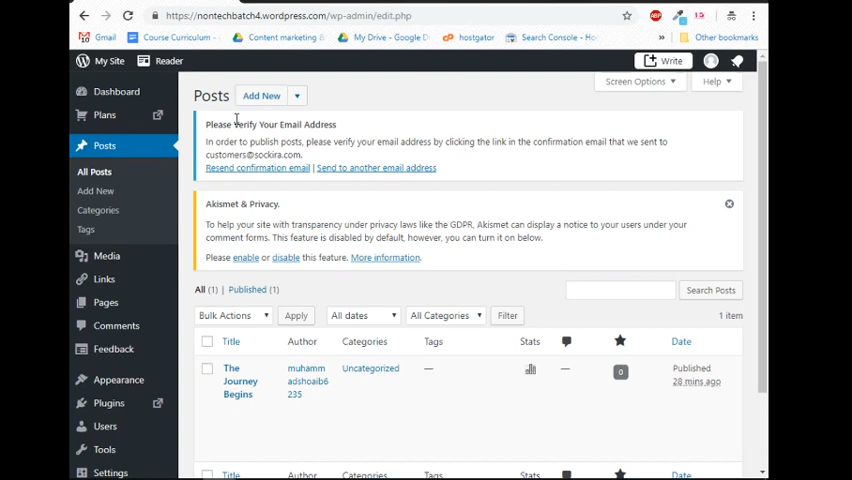 https://nontechbatch4.wordpress.com/wp-admin/edit.php
ABP
Gmail
Course Curriculum -
Content marketing -
My Drive - Google D
hostgator
Search Console - Ho
»
Other bookmarks
My Site
Reader
Write
Screen Options
Help
Posts
Add New
Please Verify Your Email Address
In order to publish posts, please verify your email address by clicking the link in the confirmation email that we sent to
customers@sockira.com.
Resend confirmation email | Send to another email address
Akismet & Privacy.
To help your site with transparency under privacy laws like the GDPR, Akismet can display a notice to your users under your
comment forms. This feature is disabled by default, however, you can turn it on below.
Please enable or disable this feature. More information.
Dashboard
Plans
Posts
All Posts
Add New
Categories
Tags
Media
Links
Pages
Comments
Feedback
Appearance
Plugins
Users
Tools
Settings
All (1) | Published (1)
Search Posts
Bulk Actions
Apply
All dates
All Categories
Filter
1 item
Title
Author
Categories
Tags
Stats
Date
The
Journey
Begins
muhamm
adshoaib6
235
Uncategorized
—
—
0
Published
28 mins ago
Title
Author
Categories
Tags
Stats
Date